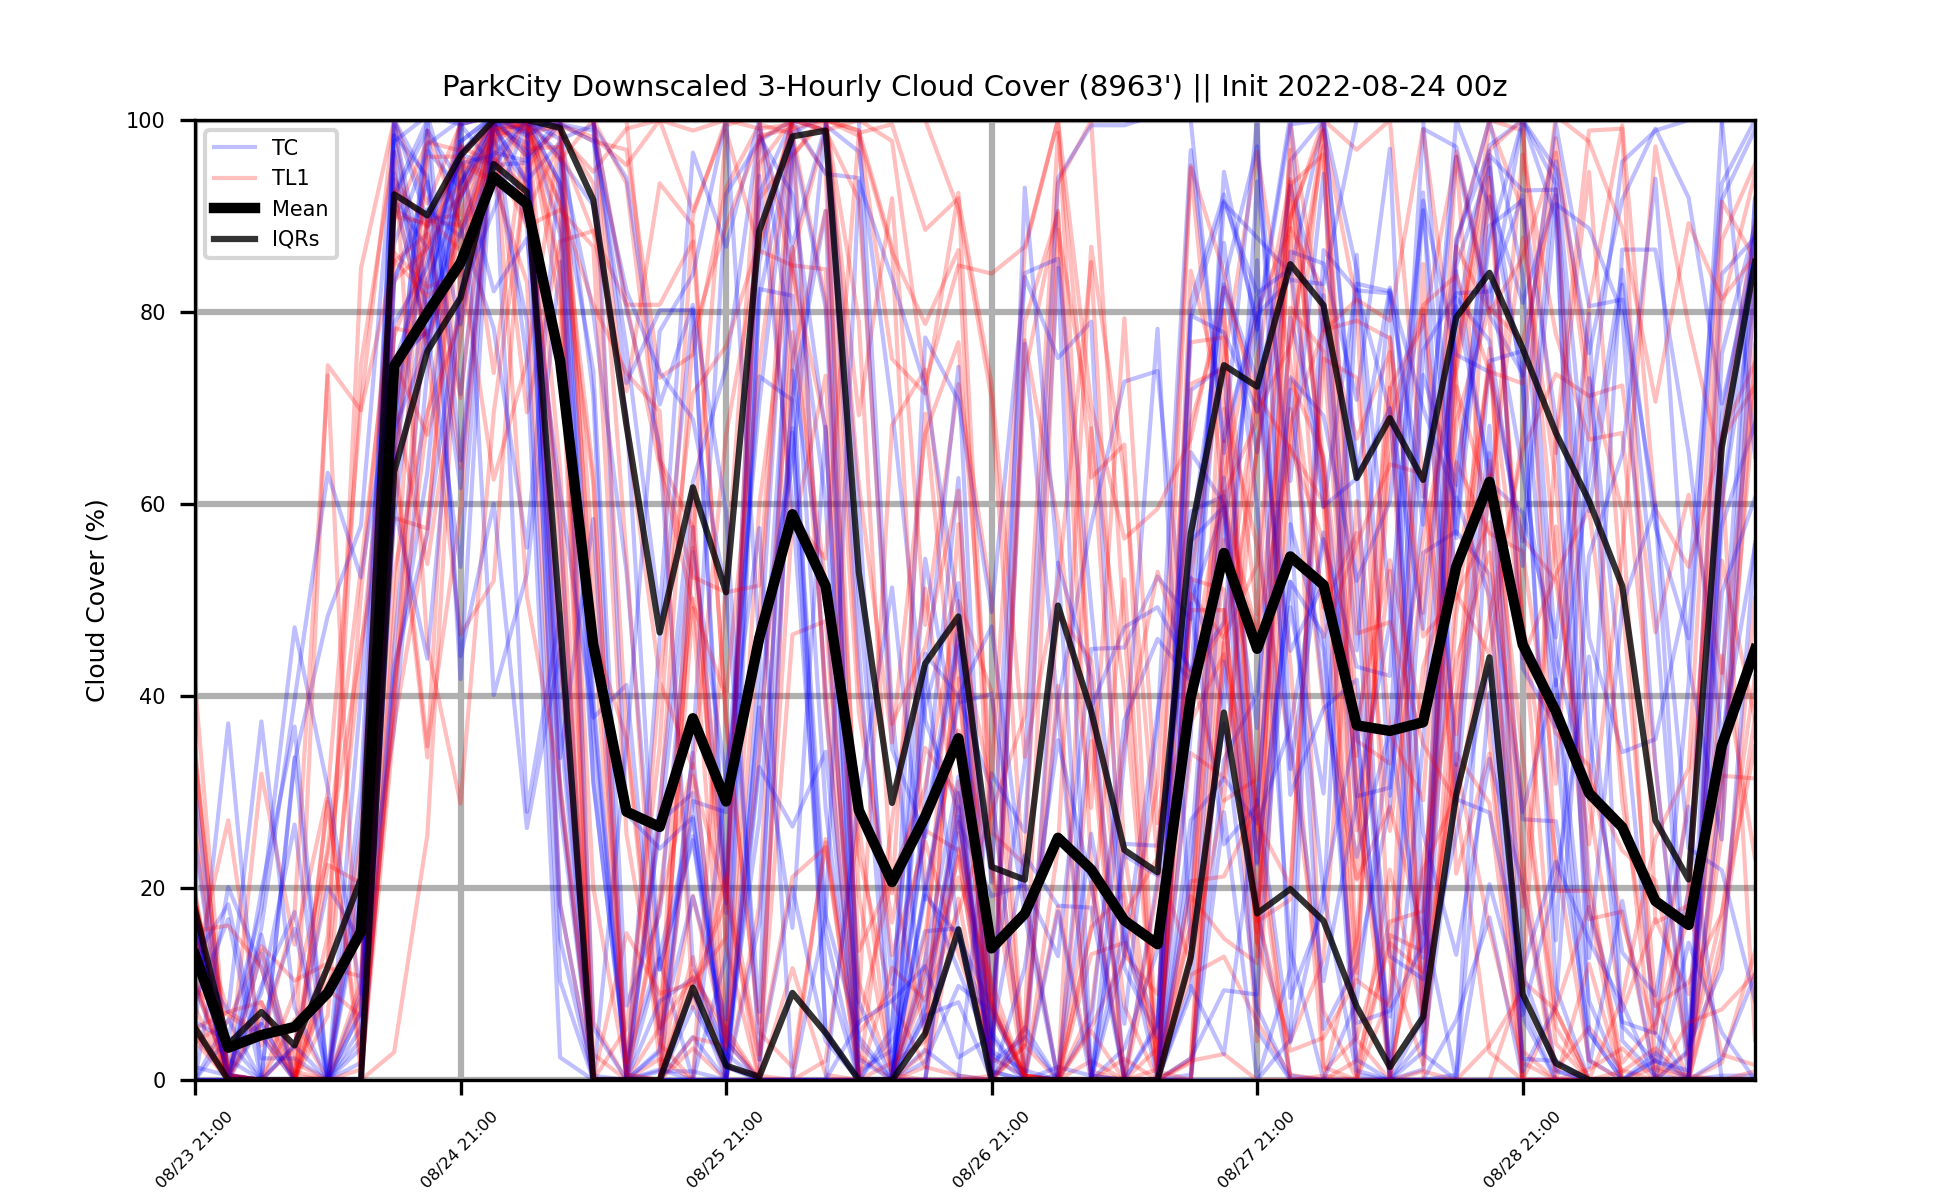 ParkCity Downscaled 3-Hourly Cloud Cover (8963') || Init 2022-08-24 00z
100
80
60
40
20
0
Cloud Cover (%)
TC
TL1
Mean
IQRs
08/23 21:00
08/24 21:00
08/25 21:00
08/26 21:00
08/27 21:00
08/28 21:00